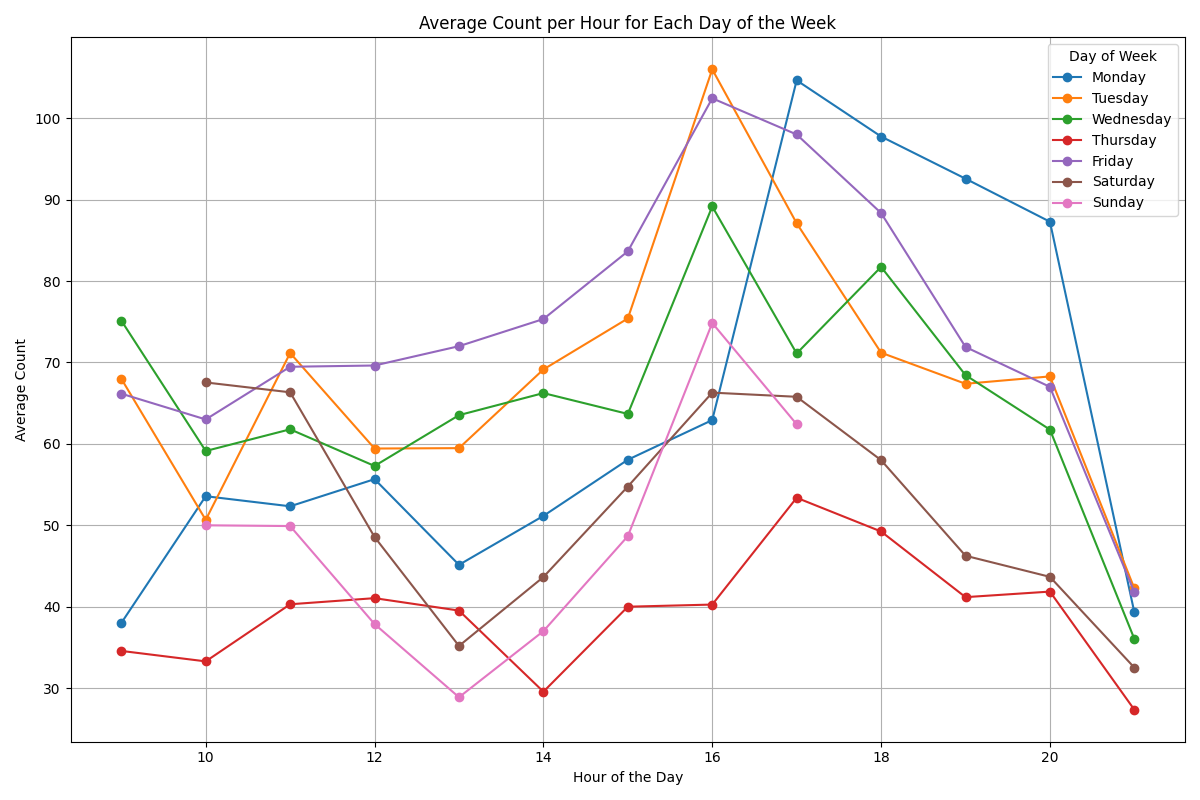 Average Count per Hour for Each Day of the Week
Day of Week
Monday
Tuesday
Wednesday
Thursday
Friday
Saturday
Sunday
Average Count
100
90
80
70
60
50
40
30
10 12 14 16 18 20
Hour of the Day